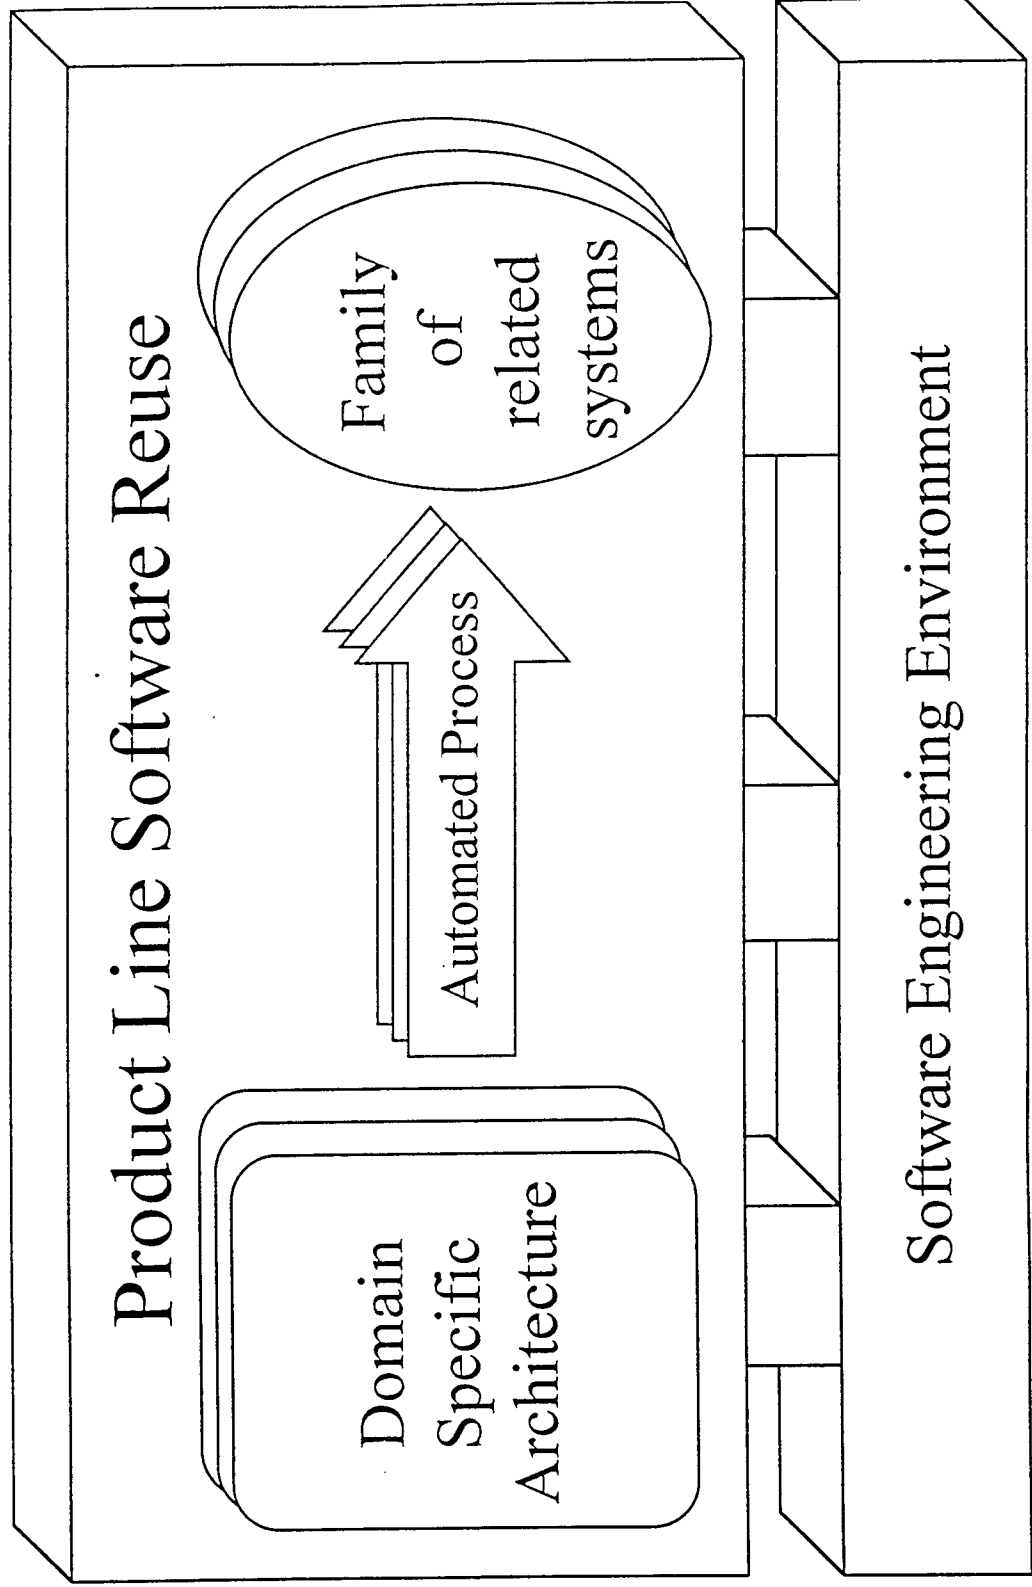 Product Line Software Reuse
Domain
Specific
Architecture
Automated Process
Family
of
related
systems
Software Engineering Environment